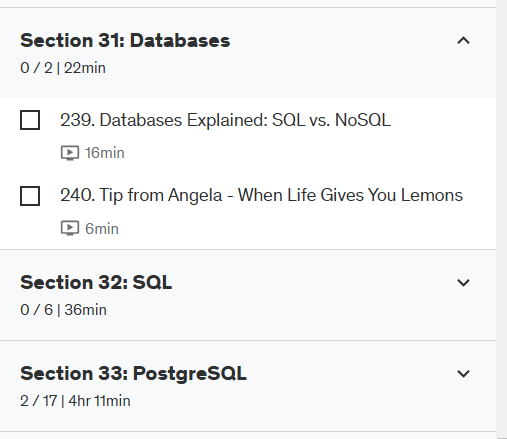 Section 31: Databases
0 / 2 | 22min
239. Databases Explained: SQL vs. NoSQL
16min
240. Tip from Angela - When Life Gives You Lemons
6min
Section 32: SQL
0 / 6 | 36min
Section 33: PostgreSQL
2 / 17 | 4hr 11min